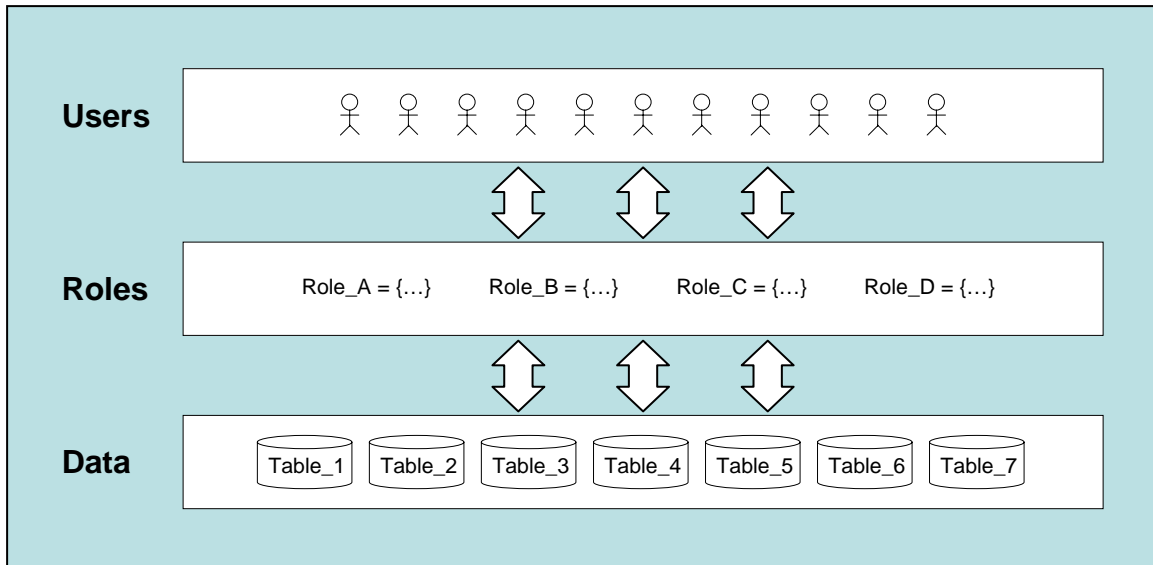 Users
Roles
Role_A = {…} Role_B = {…} Role_C = {…} Role_D = {…}
Data
Table_1 Table_2 Table_3 Table_4 Table_5 Table_6 Table_7